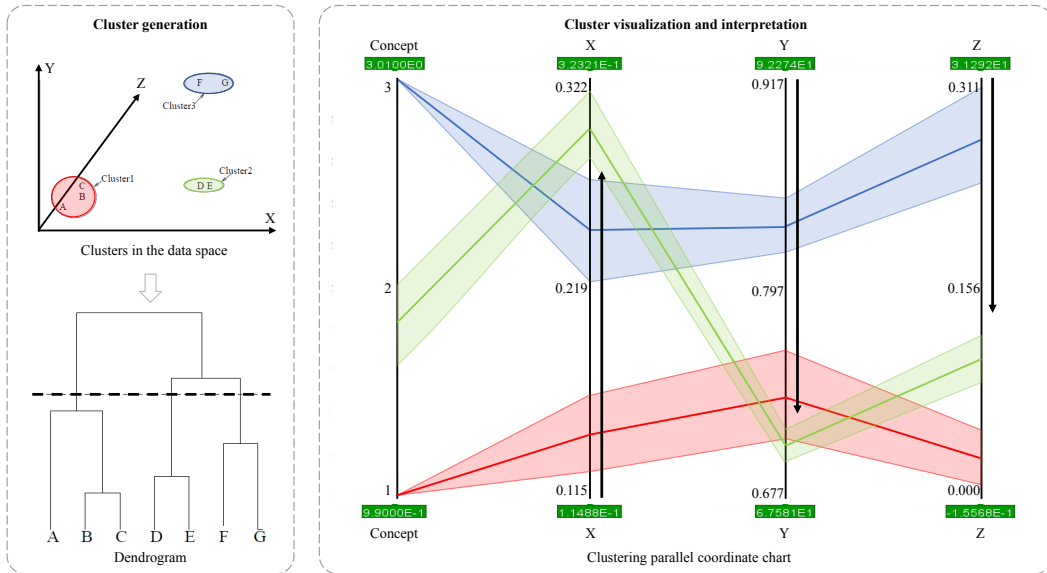 Cluster generation
Y
Z
F G
Cluster3
Cluster2
C
Cluster1
D E
B
A
X
Clusters in the data space
A B C D E F G
Dendrogram
Cluster visualization and interpretation
Concept X Y Z
3.0100E0 3.2321E-1 9.2274E1 3.1292E1
3 0.322 0.917 0.311
2 0.219 0.797 0.156
1 0.115 0.677 0.000
9.9000E-1 1.1488E-1 6.7581E1 -1.5568E-1
Concept X Y Z
Clustering parallel coordinate chart